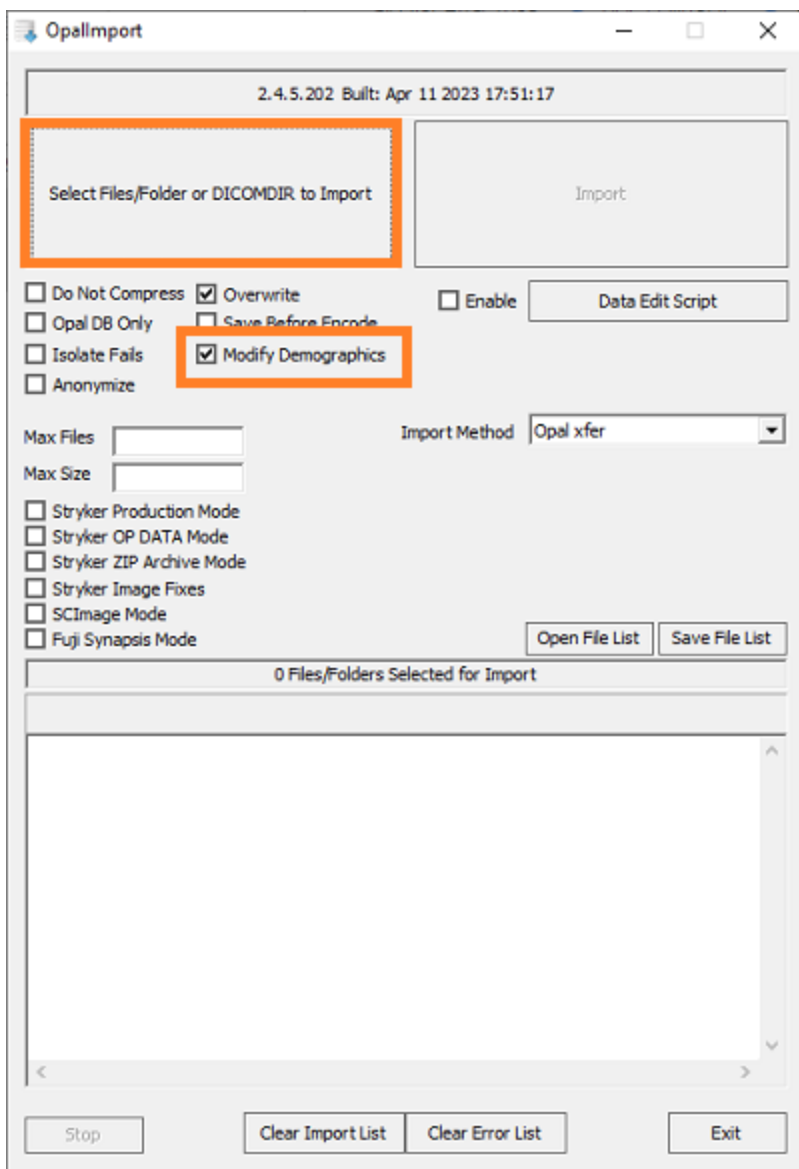 OpalImport
2.4.5.202 Built: Apr 11 2023 17:51:17
Select Files/Folder or DICOMDIR to Import
Import
Do Not Compress
Overwrite
Enable
Data Edit Script
Opal DB Only
Save Before Encode
Isolate Fails
Modify Demographics
Anonymize
Max Files
Import Method
Opal xfer
Max Size
Stryker Production Mode
Stryker OP DATA Mode
Stryker ZIP Archive Mode
Stryker Image Fixes
SCImage Mode
Fuji Synapsis Mode
Open File List
Save File List
0 Files/Folders Selected for Import
Stop
Clear Import List
Clear Error List
Exit